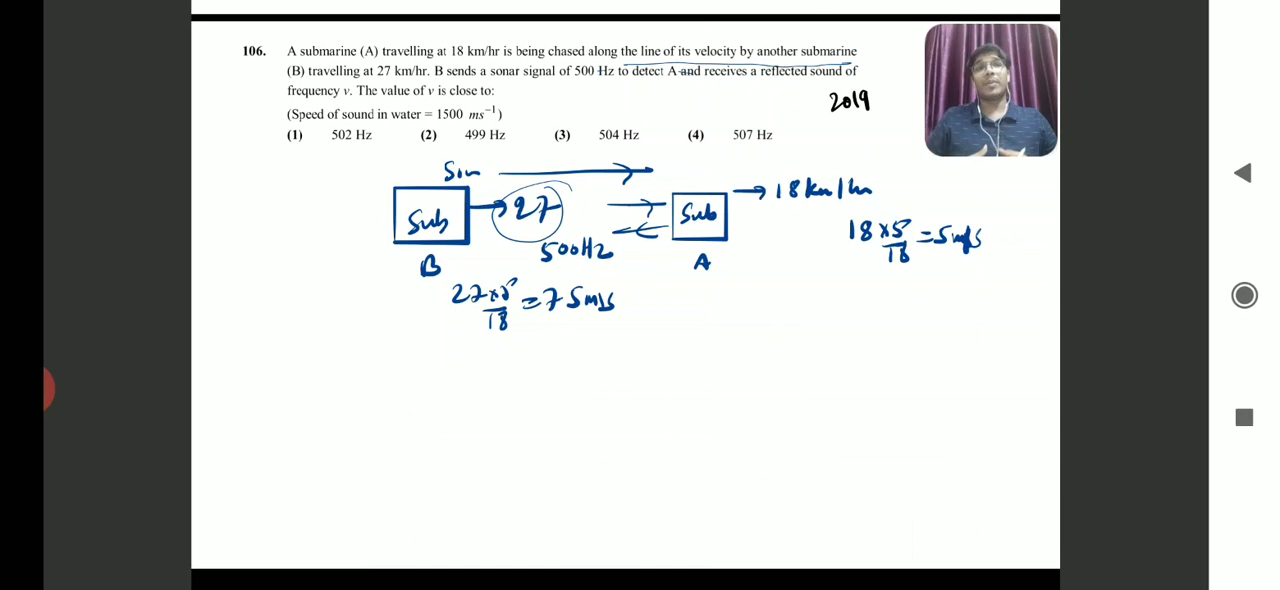 106. A submarine (A) travelling at 18 km/hr is being chased along the line of its velocity by another submarine
(B) travelling at 27 km/hr. B sends a sonar signal of 500 Hz to detect A and receives a reflected sound of
frequency v. The value of v is close to:
(Speed of sound in water = 1500 ms⁻¹)
2019
(1) 502 Hz (2) 499 Hz (3) 504 Hz (4) 507 Hz
Son
Sub → 27
Sub → 18 km/hr
500Hz
B
A
18 × 5/18 = 5 m/s
27 × 5/18 = 7 5 m/s